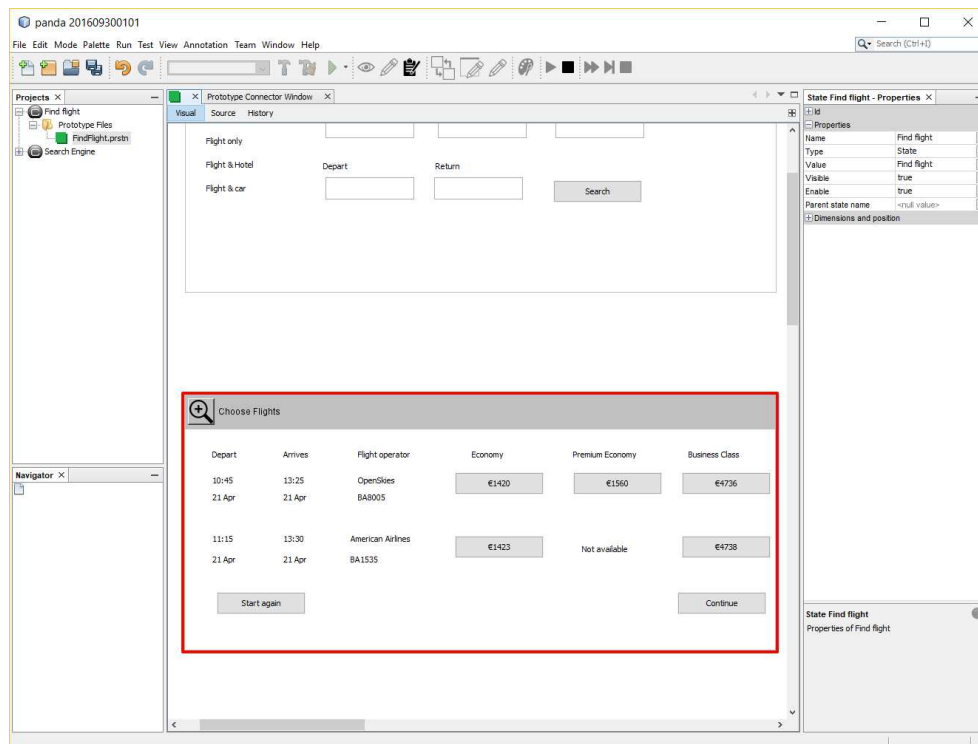 panda 201609300101
File Edit Mode Palette Run Test View Annotation Team Window Help
Search (Ctrl+I)
Projects
Find flight
Prototype Files
FindFlight.prstn
Search Engine
Navigator
Prototype Connector Window
Visual Source History
Flight only
Flight & Hotel Depart Return
Flight & car Search
Choose Flights
Depart Arrives Flight operator Economy Premium Economy Business Class
10:45 13:25 OpenSkies €1420 €1560 €4736
21 Apr 21 Apr BA8005
11:15 13:30 American Airlines €1423 Not available €4738
21 Apr 21 Apr BA1535
Start again Continue
State Find flight - Properties
Id
Properties
Name Find flight
Type State
Value Find flight
Visible true
Enable true
Parent state name <null value>
Dimensions and position
State Find flight
Properties of Find flight